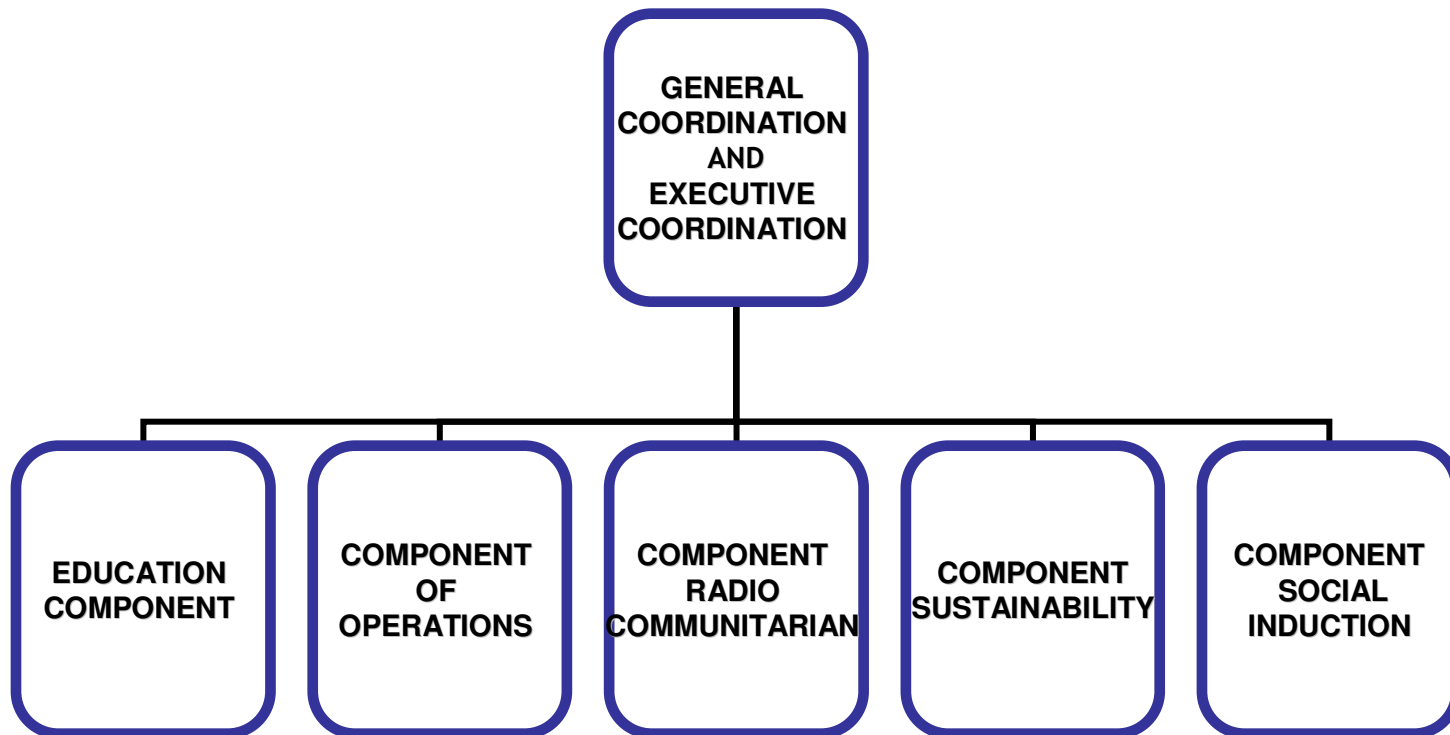 GENERAL
COORDINATION
AND
EXECUTIVE
COORDINATION
EDUCATION
COMPONENT
COMPONENT
OF
OPERATIONS
COMPONENT
RADIO
COMMUNITARIAN
COMPONENT
SUSTAINABILITY
COMPONENT
SOCIAL
INDUCTION